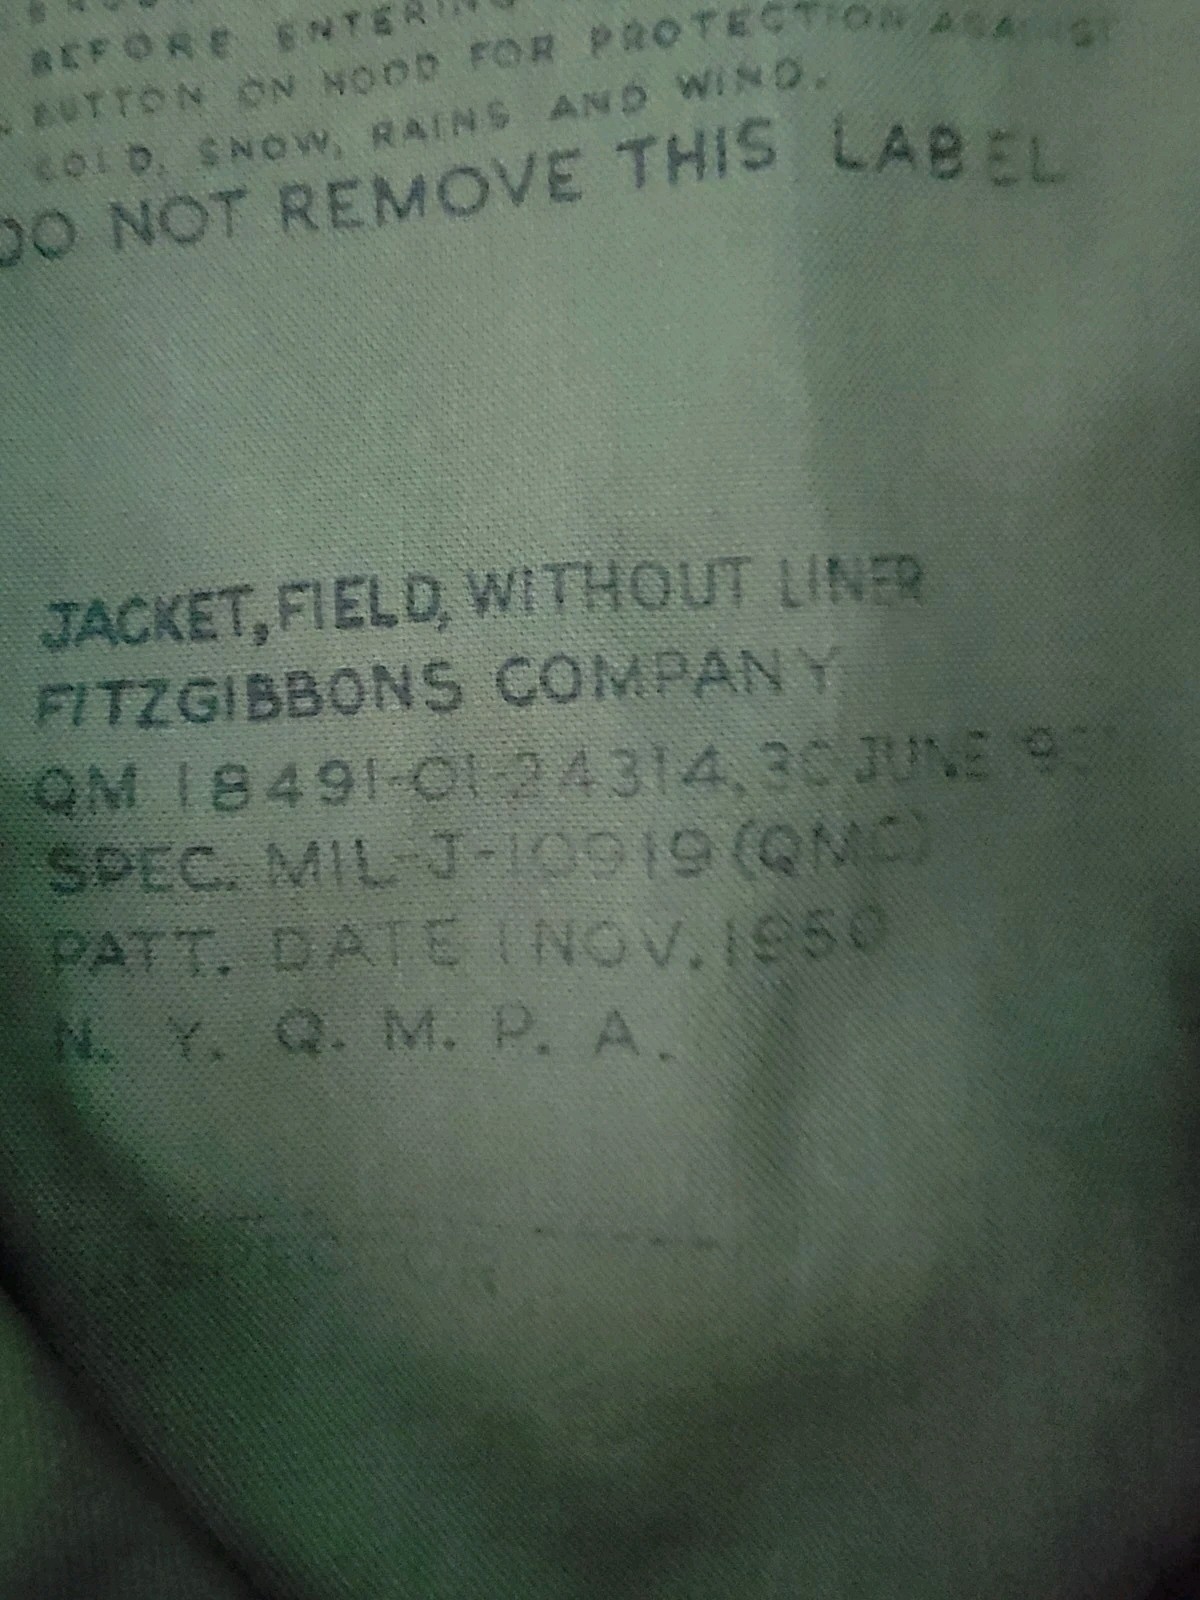 BEFORE ENTERING
BUTTON ON HOOD FOR PROTECTION AGAINST
COLD, SNOW, RAINS AND WIND.
DO NOT REMOVE THIS LABEL
JACKET, FIELD, WITHOUT LINER
FITZGIBBONS COMPANY
QM 18491-01-24314, 30 JUNE
SPEC. MIL-J-10919 (QMC)
PATT. DATE 1 NOV. 1950
N. Y. Q. M. P. A.